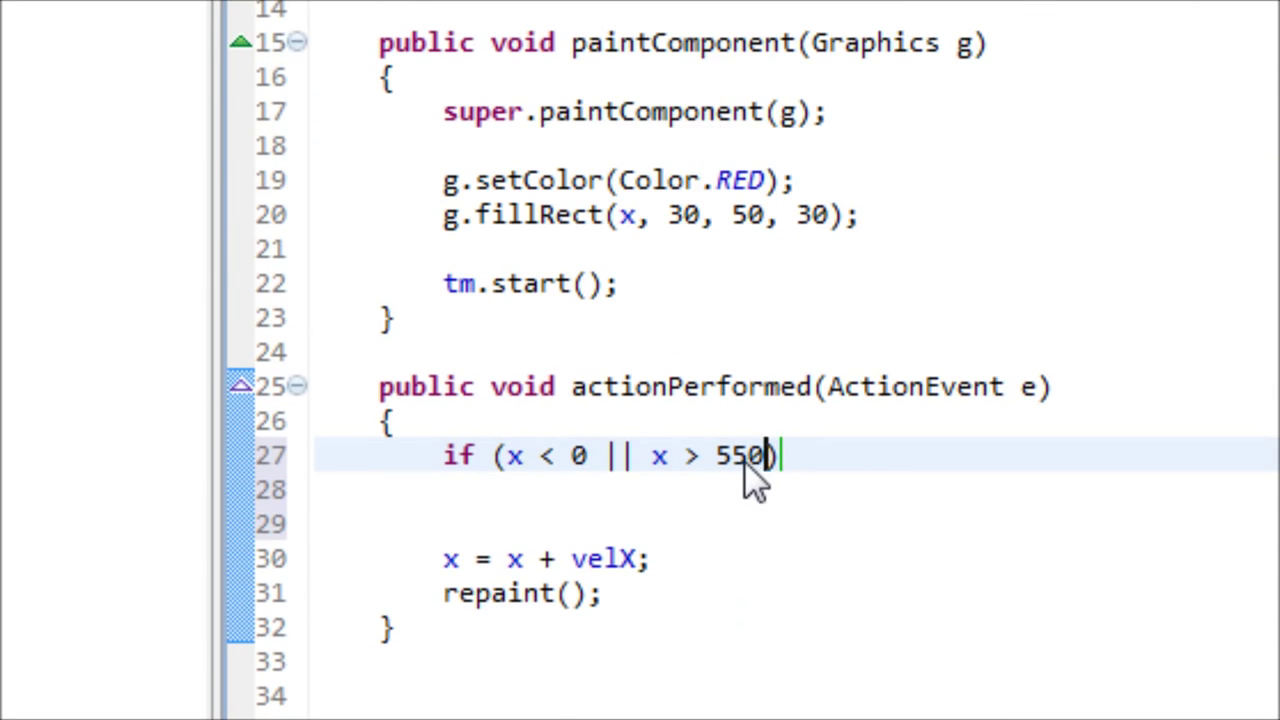 14
15 public void paintComponent(Graphics g)
16 {
17 super.paintComponent(g);
18
19 g.setColor(Color.RED);
20 g.fillRect(x, 30, 50, 30);
21
22 tm.start();
23 }
24
25 public void actionPerformed(ActionEvent e)
26 {
27 if (x < 0 || x > 550)
28
29
30 x = x + velX;
31 repaint();
32 }
33
34